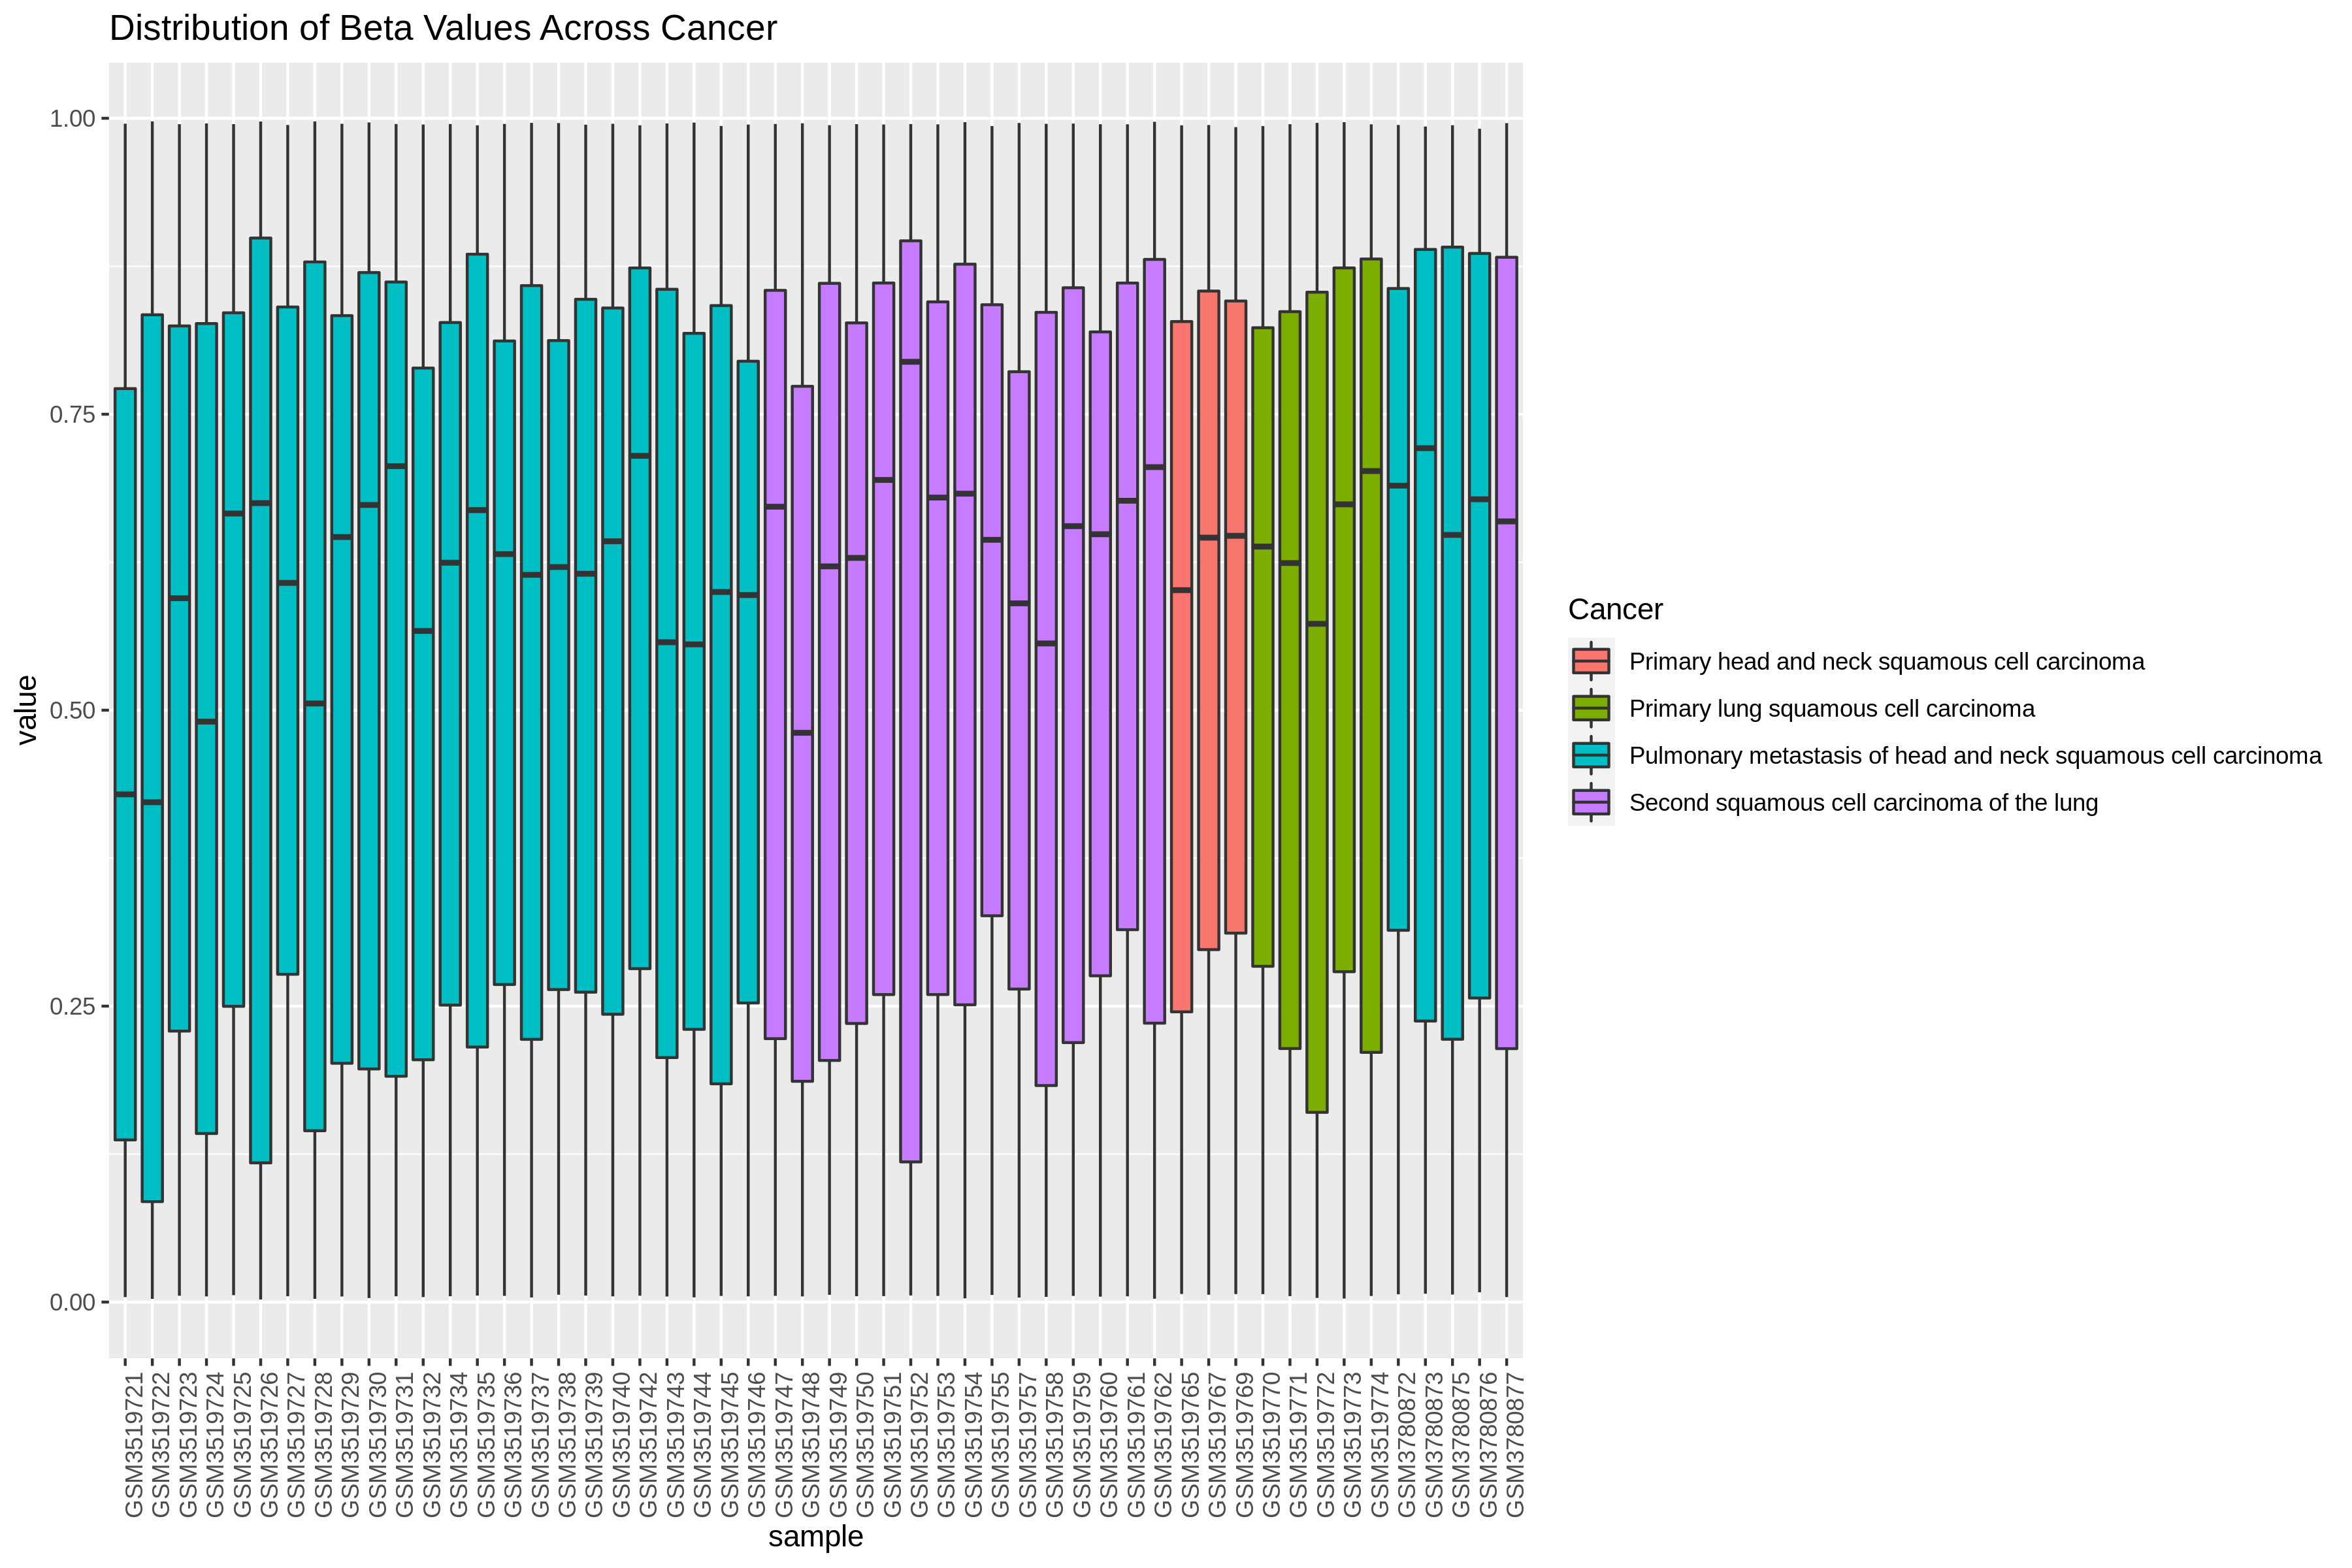 Distribution of Beta Values Across Cancer
value
1.00
0.75
0.50
0.25
0.00
GSM3519721
GSM3519722
GSM3519723
GSM3519724
GSM3519725
GSM3519726
GSM3519727
GSM3519728
GSM3519729
GSM3519730
GSM3519731
GSM3519732
GSM3519734
GSM3519735
GSM3519736
GSM3519737
GSM3519738
GSM3519739
GSM3519740
GSM3519742
GSM3519743
GSM3519744
GSM3519745
GSM3519746
GSM3519747
GSM3519748
GSM3519749
GSM3519750
GSM3519751
GSM3519752
GSM3519753
GSM3519754
GSM3519755
GSM3519757
GSM3519758
GSM3519759
GSM3519760
GSM3519761
GSM3519762
GSM3519765
GSM3519767
GSM3519769
GSM3519770
GSM3519771
GSM3519772
GSM3519773
GSM3519774
GSM3780872
GSM3780873
GSM3780875
GSM3780876
GSM3780877
sample
Cancer
Primary head and neck squamous cell carcinoma
Primary lung squamous cell carcinoma
Pulmonary metastasis of head and neck squamous cell carcinoma
Second squamous cell carcinoma of the lung